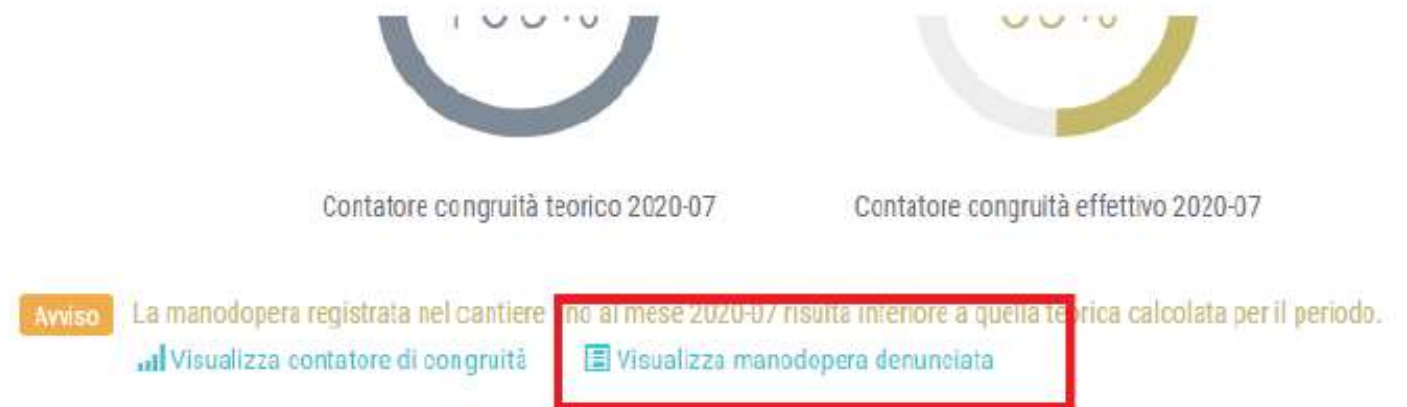 Contatore congruità teorico 2020-07
Contatore congruità effettivo 2020-07
Avviso La manodopera registrata nel cantiere fino al mese 2020-07 risulta inferiore a quella teorica calcolata per il periodo.
Visualizza contatore di congruità Visualizza manodopera denunciata